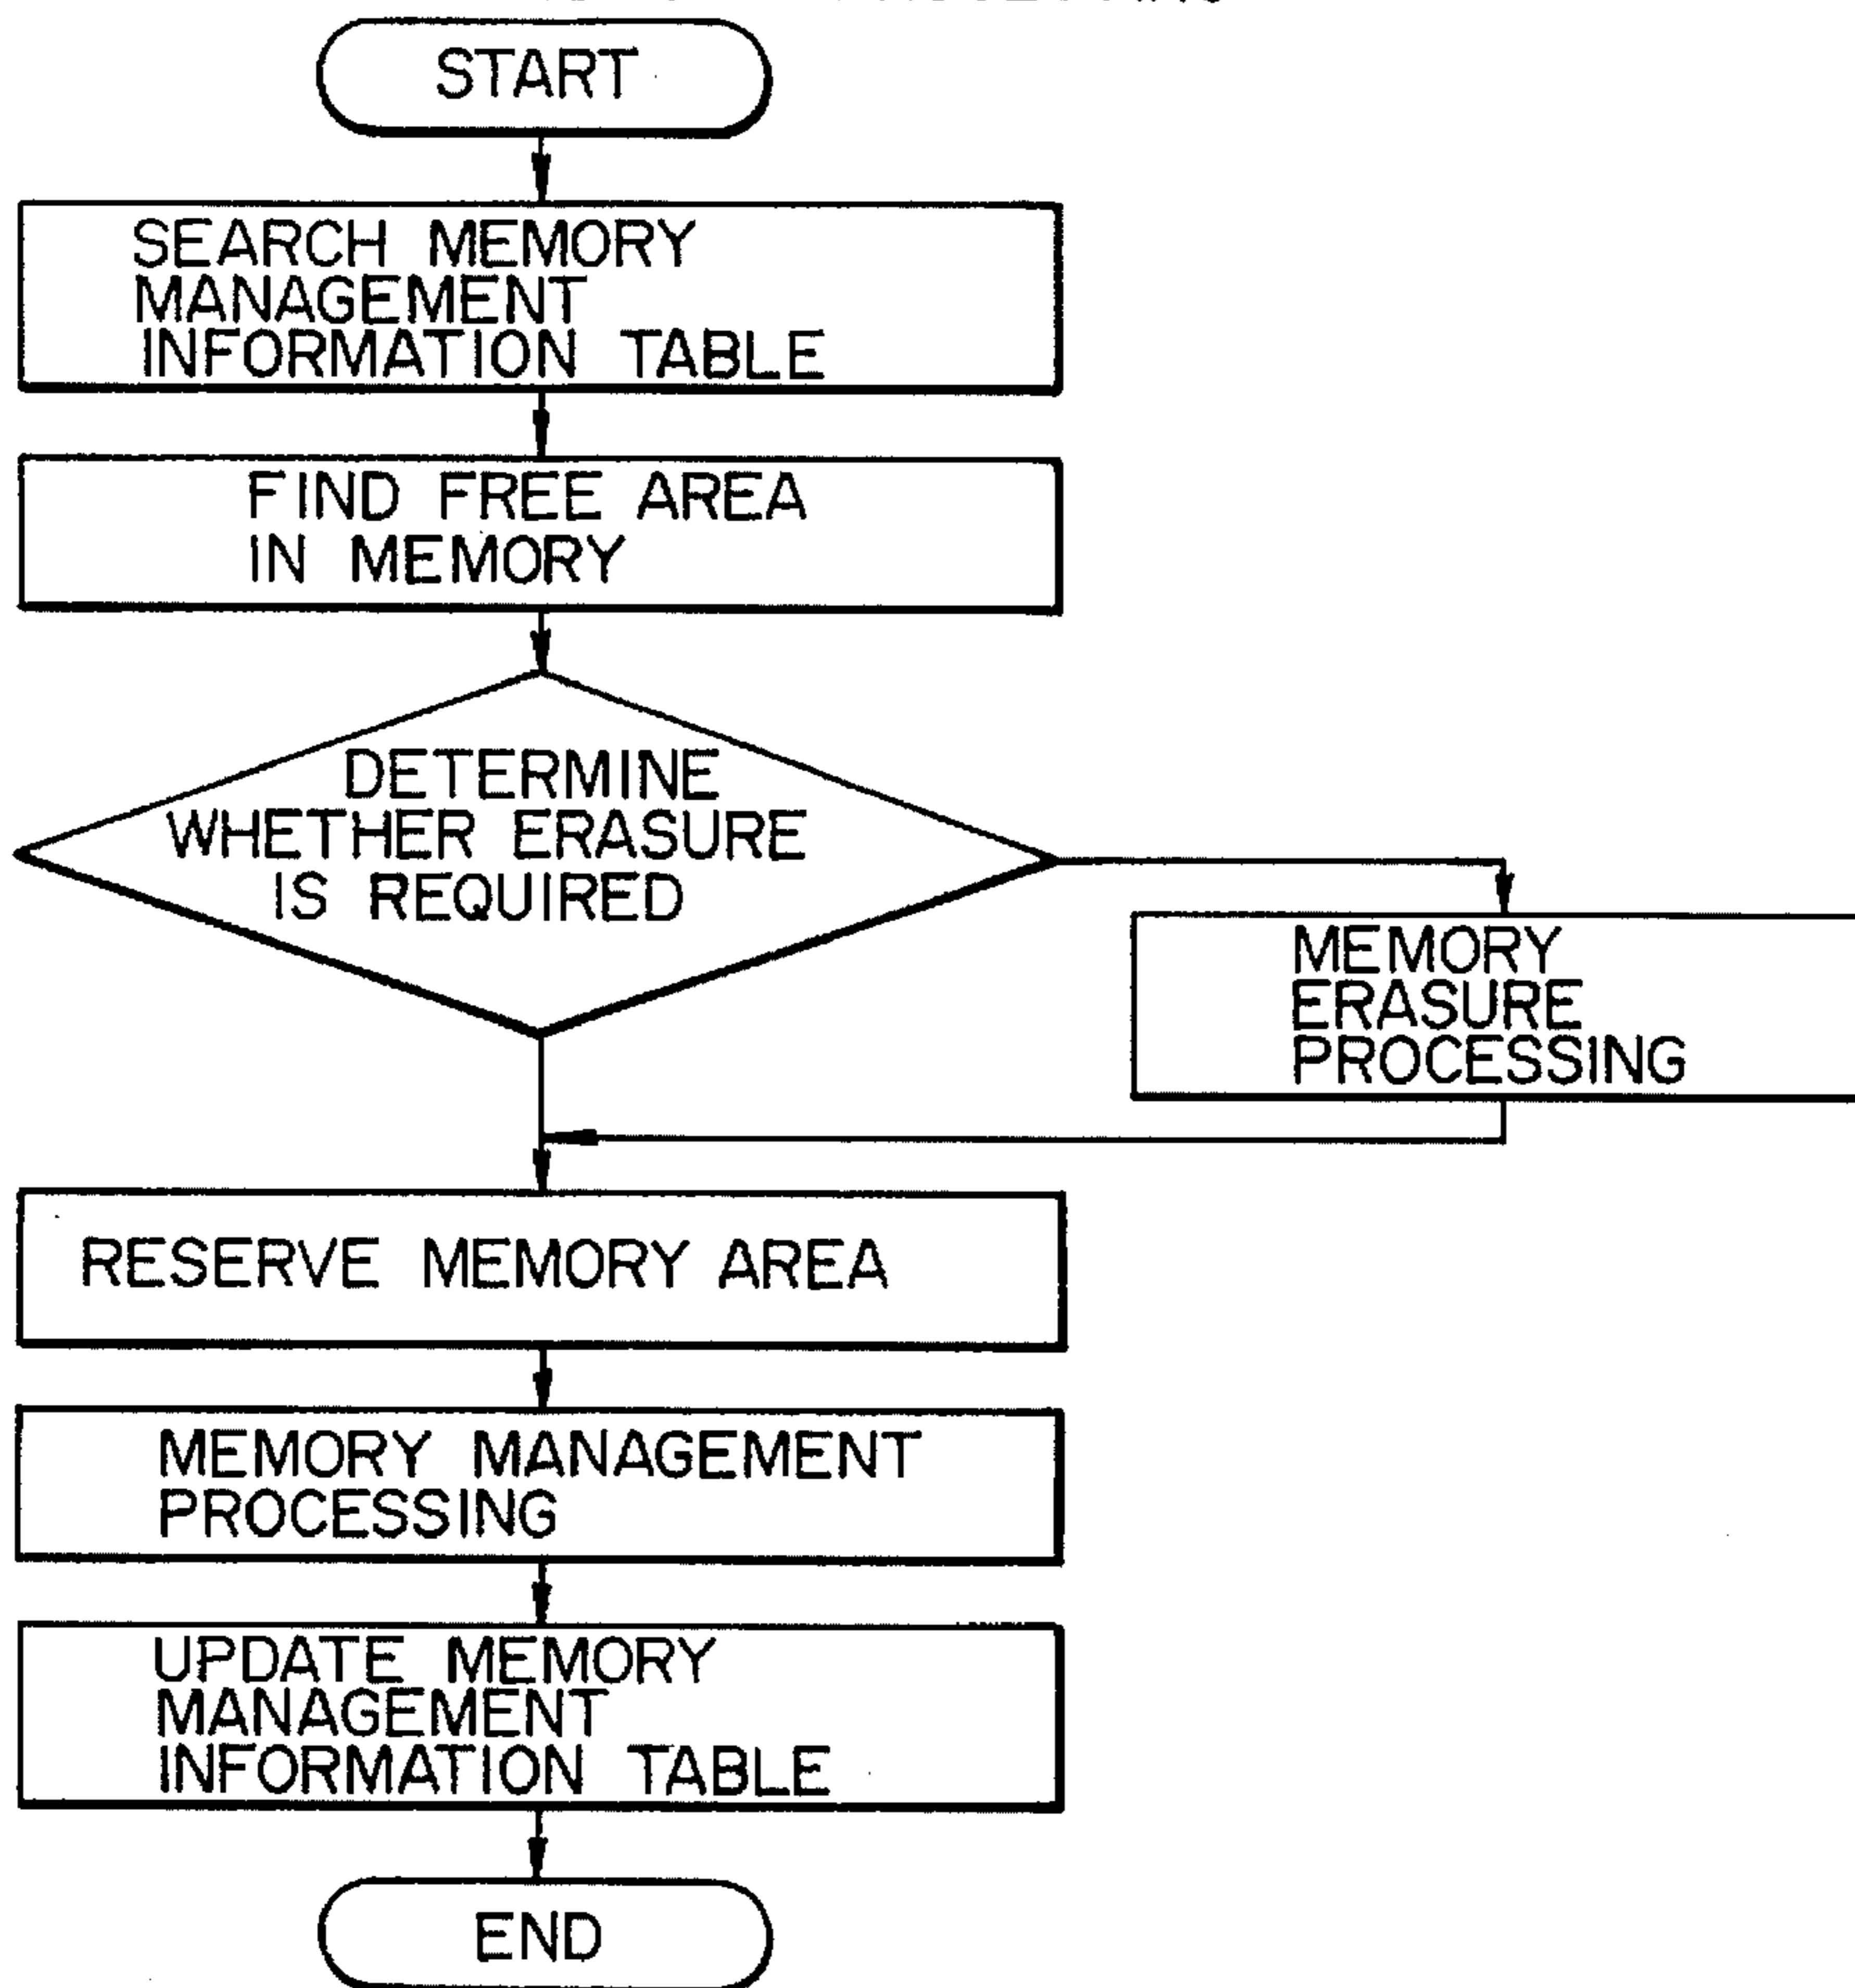 START
SEARCH MEMORY
MANAGEMENT
INFORMATION TABLE
FIND FREE AREA
IN MEMORY
DETERMINE
WHETHER ERASURE
IS REQUIRED
MEMORY
ERASURE
PROCESSING
RESERVE MEMORY AREA
MEMORY MANAGEMENT
PROCESSING
UPDATE MEMORY
MANAGEMENT
INFORMATION TABLE
END